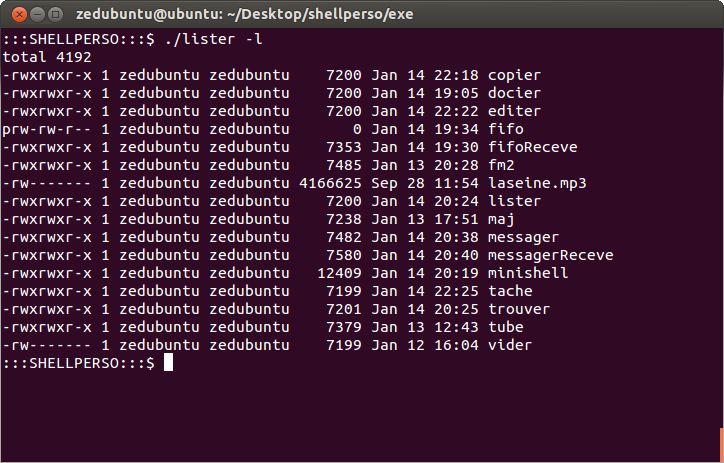 zedubuntu@ubuntu: ~/Desktop/shellperso/exe
:::SHELLPERSO:::$ ./lister -l
total 4192
-rwxrwxr-x 1 zedubuntu zedubuntu    7200 Jan 14 22:18 copier
-rwxrwxr-x 1 zedubuntu zedubuntu    7200 Jan 14 19:05 docier
-rwxrwxr-x 1 zedubuntu zedubuntu    7200 Jan 14 22:22 editer
prw-rw-r-- 1 zedubuntu zedubuntu       0 Jan 14 19:34 fifo
-rwxrwxr-x 1 zedubuntu zedubuntu    7353 Jan 14 19:30 fifoReceve
-rwxrwxr-x 1 zedubuntu zedubuntu    7485 Jan 13 20:28 fm2
-rw------- 1 zedubuntu zedubuntu 4166625 Sep 28 11:54 laseine.mp3
-rwxrwxr-x 1 zedubuntu zedubuntu    7200 Jan 14 20:24 lister
-rwxrwxr-x 1 zedubuntu zedubuntu    7238 Jan 13 17:51 maj
-rwxrwxr-x 1 zedubuntu zedubuntu    7482 Jan 14 20:38 messager
-rwxrwxr-x 1 zedubuntu zedubuntu    7580 Jan 14 20:40 messagerReceve
-rwxrwxr-x 1 zedubuntu zedubuntu   12409 Jan 14 20:19 minishell
-rwxrwxr-x 1 zedubuntu zedubuntu    7199 Jan 14 22:25 tache
-rwxrwxr-x 1 zedubuntu zedubuntu    7201 Jan 14 20:25 trouver
-rwxrwxr-x 1 zedubuntu zedubuntu    7379 Jan 13 12:43 tube
-rw------- 1 zedubuntu zedubuntu    7199 Jan 12 16:04 vider
:::SHELLPERSO:::$